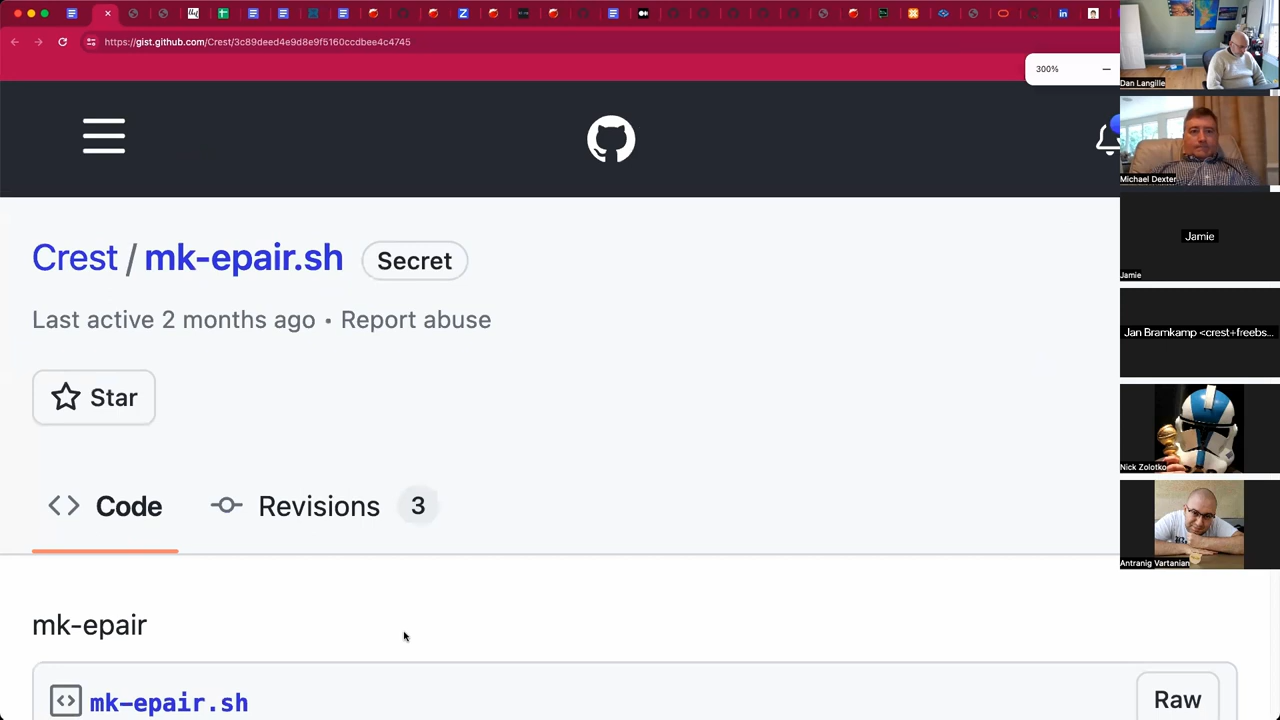 https://gist.github.com/Crest/3c89deed4e9d8e9f5160ccdbee4c4745
300%
Crest / mk-epair.sh Secret
Last active 2 months ago • Report abuse
Star
Code Revisions 3
mk-epair
mk-epair.sh
Raw
Dan Langille
Michael Dexter
Jamie
Jamie
Jan Bramkamp <crest+freebs...
Nick Zolotko
Antranig Vartanian